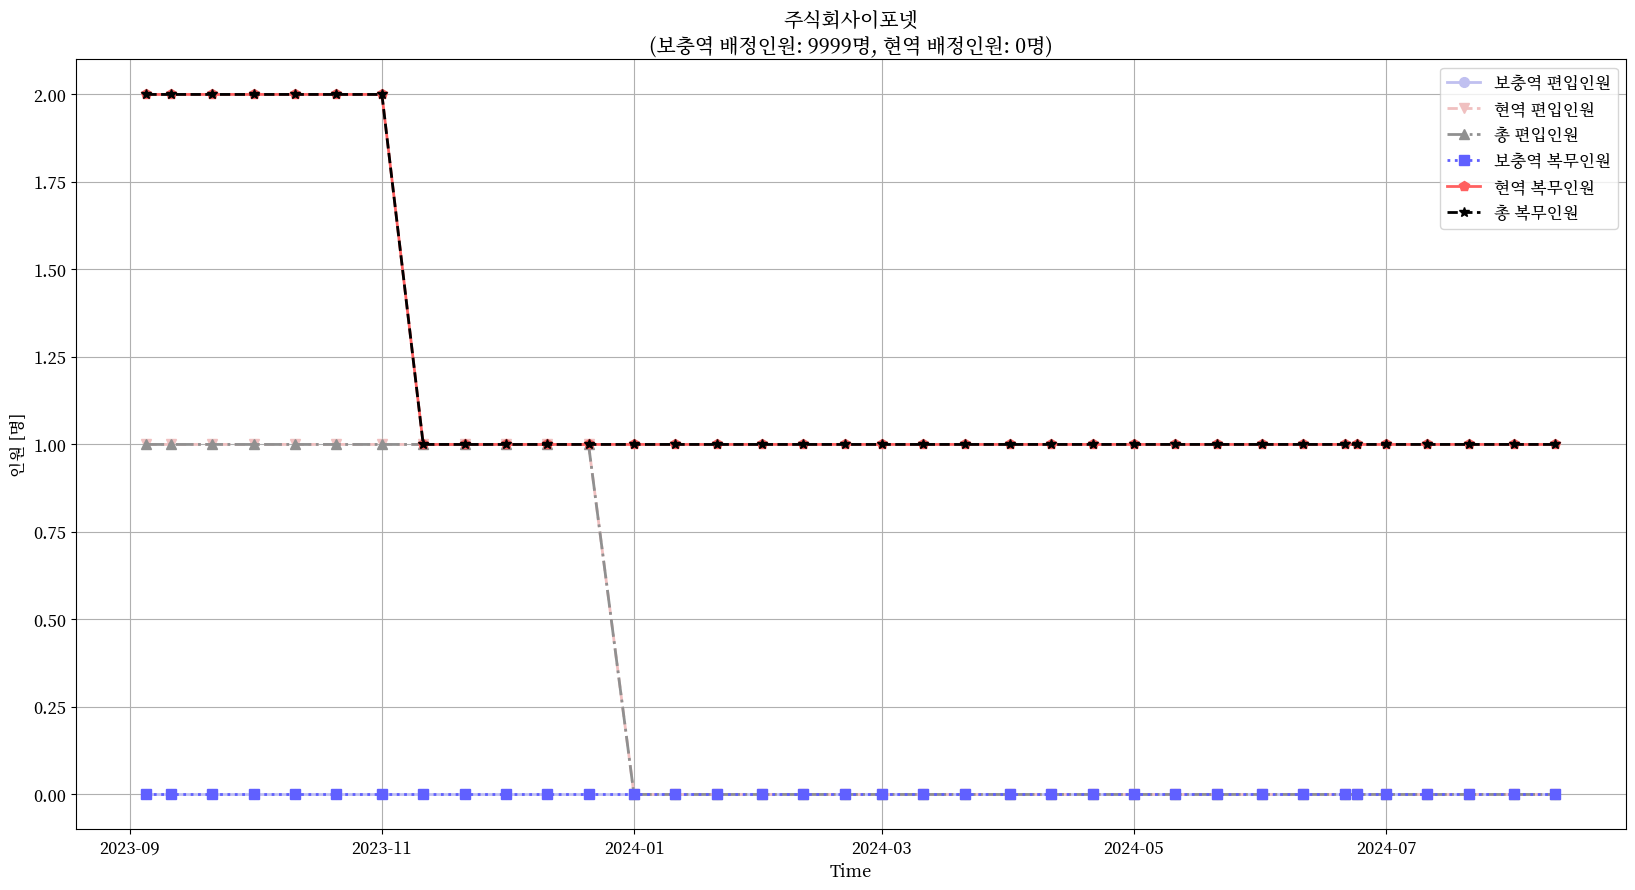 주식회사이포넷
(보충역 배정인원: 9999명, 현역 배정인원: 0명)
보충역 편입인원
현역 편입인원
총 편입인원
보충역 복무인원
현역 복무인원
총 복무인원
2.00
1.75
1.50
1.25
1.00
0.75
0.50
0.25
0.00
인원 [명]
2023-09
2023-11
2024-01
2024-03
2024-05
2024-07
Time